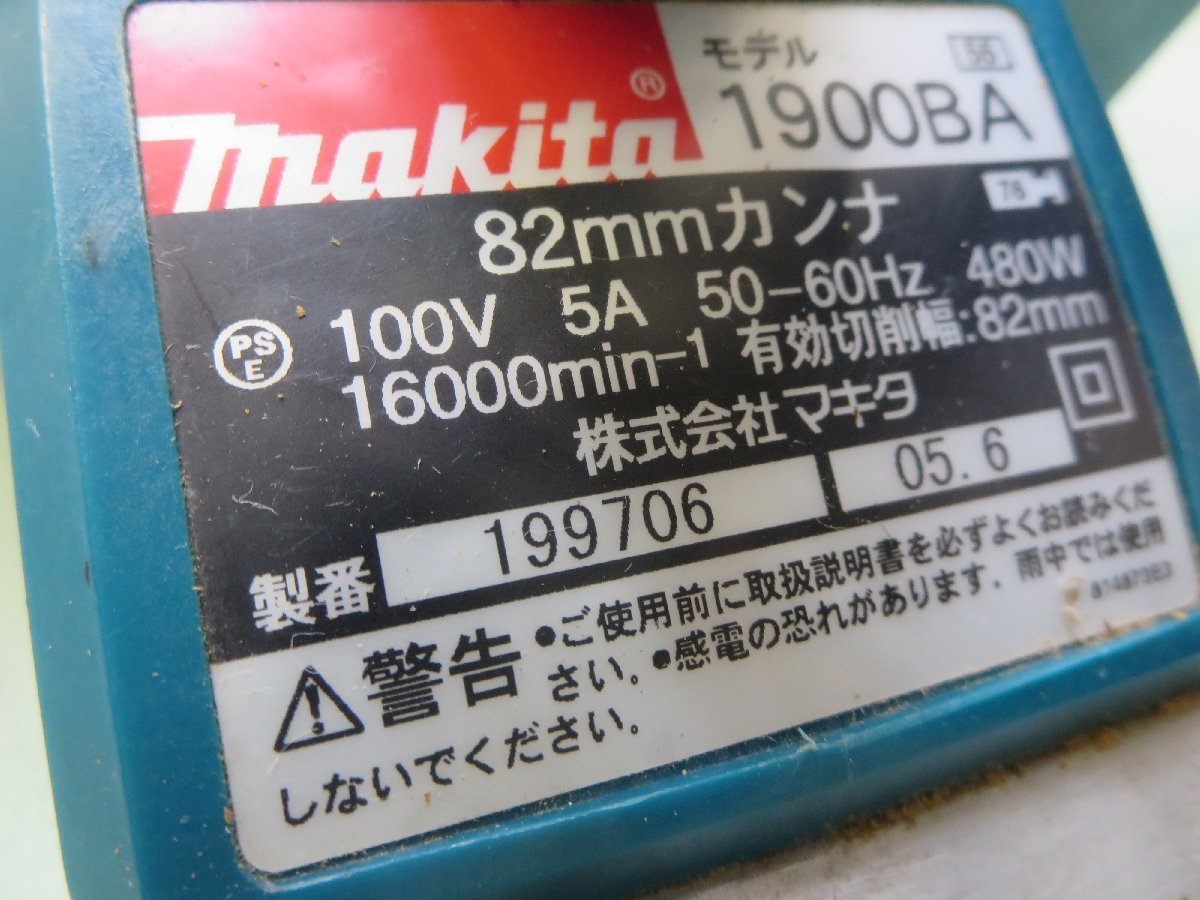 makita®
モデル
1900BA
82mmカンナ
PSE
100V 5A 50-60Hz 480W
16000min-1 有効切削幅:82mm
株式会社マキタ
製番 199706 05.6
警告 •ご使用前に取扱説明書を必ずよくお読みくだ
さい. •感電の恐れがあります. 雨中では使用
しないでください.